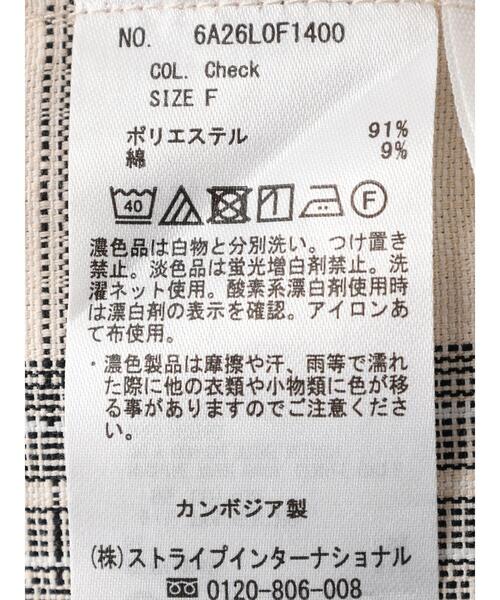 NO. 6A26L0F1400
COL. Check
SIZE F
ポリエステル 91%
綿 9%
40 F
濃色品は白物と分別洗い。つけ置き
禁止。淡色品は蛍光増白剤禁止。洗
濯ネット使用。酸素系漂白剤使用時
は漂白剤の表示を確認。アイロンあ
て布使用。
・濃色製品は摩擦や汗、雨等で濡れ
た際に他の衣類や小物類に色が移
る事がありますのでご注意くださ
い。
カンボジア製
(株)ストライプインターナショナル
0120-806-008